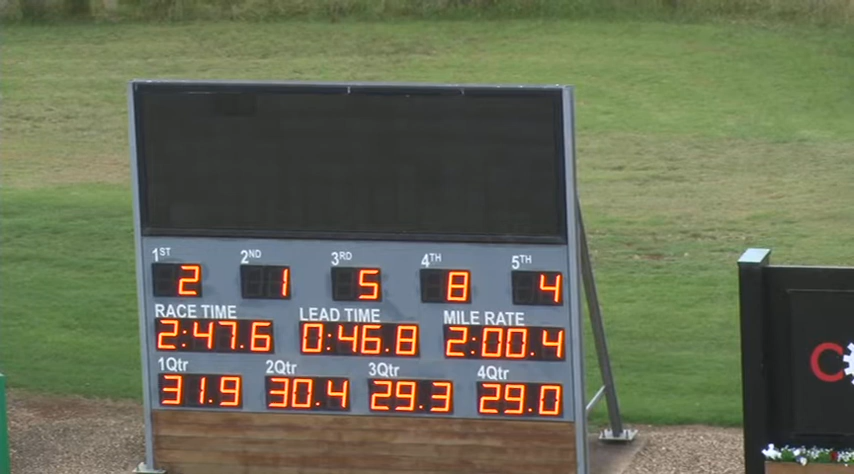 1ST 2ND 3RD 4TH 5TH
2 1 5 8 4
RACE TIME LEAD TIME MILE RATE
2:47.6 0:46.8 2:00.4
1Qtr 2Qtr 3Qtr 4Qtr
31.9 30.4 29.3 29.0